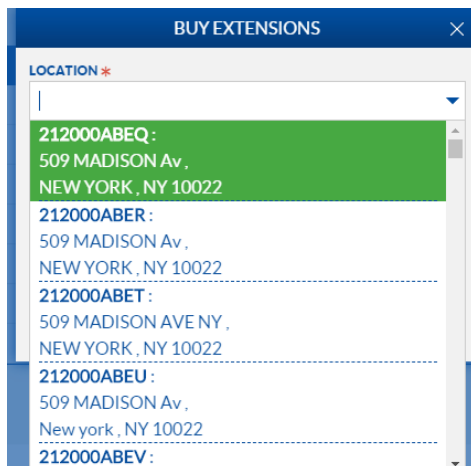 BUY EXTENSIONS
LOCATION *
212000ABEQ :
509 MADISON Av ,
NEW YORK , NY 10022
212000ABER :
509 MADISON Av ,
NEW YORK , NY 10022
212000ABET :
509 MADISON AVE NY ,
NEW YORK , NY 10022
212000ABEU :
509 MADISON Av ,
New york , NY 10022
212000ABEV :